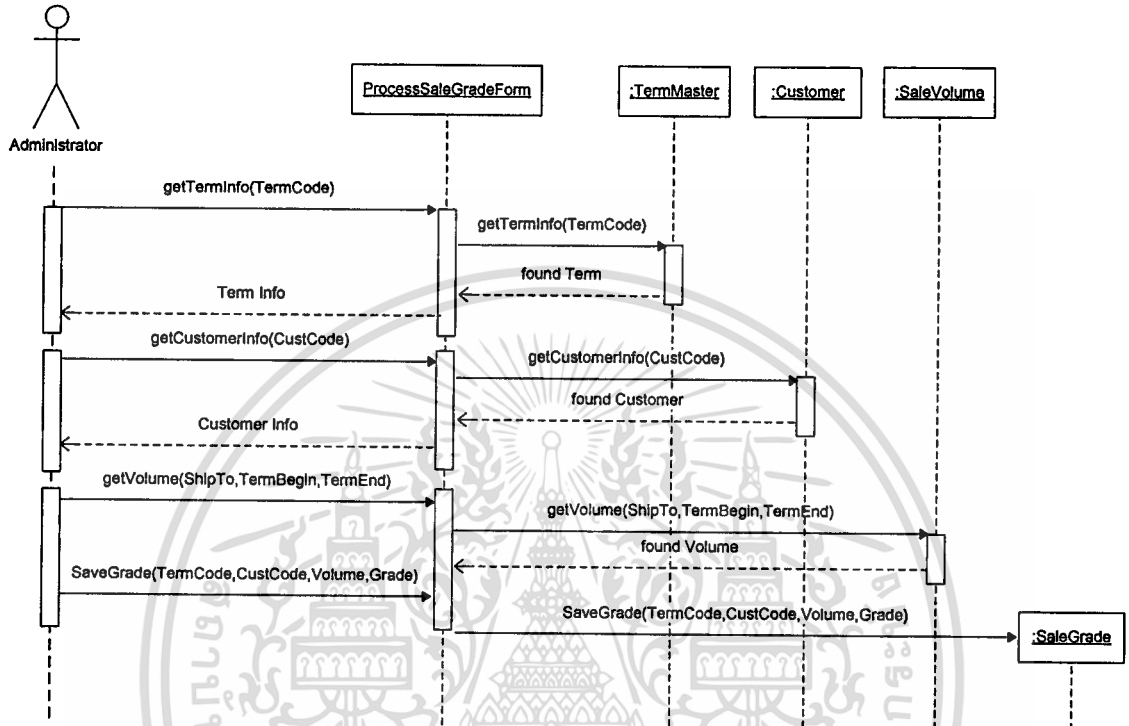 ProcessSaleGradeForm
:TermMaster
:Customer
:SaleVolume
Administrator
getTermInfo(TermCode)
getTermInfo(TermCode)
found Term
Term Info
getCustomerInfo(CustCode)
getCustomerInfo(CustCode)
found Customer
Customer Info
getVolume(ShipTo,TermBegin,TermEnd)
getVolume(ShipTo,TermBegin,TermEnd)
found Volume
SaveGrade(TermCode,CustCode,Volume,Grade)
SaveGrade(TermCode,CustCode,Volume,Grade)
:SaleGrade